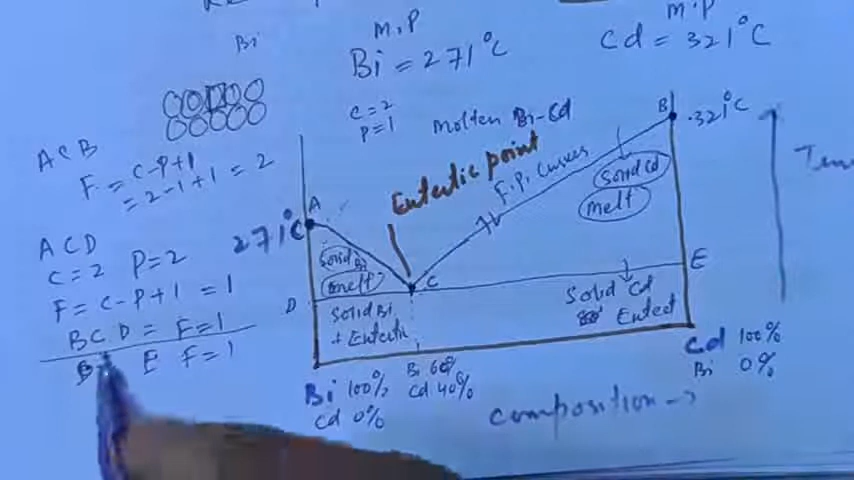 M.P
M.P
Bi
Bi = 271°C
Cd = 321°C
C=2
P=1
Molten Bi-Cd
B
321°C
ACB
F = C-P+1
= 2-1+1 = 2
Eutectic point
F.P. Curves
Solid Cd
melt
A
271°C
ACD
C=2 P=2
F = C-P+1 = 1
BCD = F=1
E F=1
Solid Bi
melt
C
D
E
Solid Bi
+ Eutectic
Solid Cd
Eutect
Bi 100%
Cd 0%
Bi 60%
Cd 40%
Cd 100%
Bi 0%
Composition →